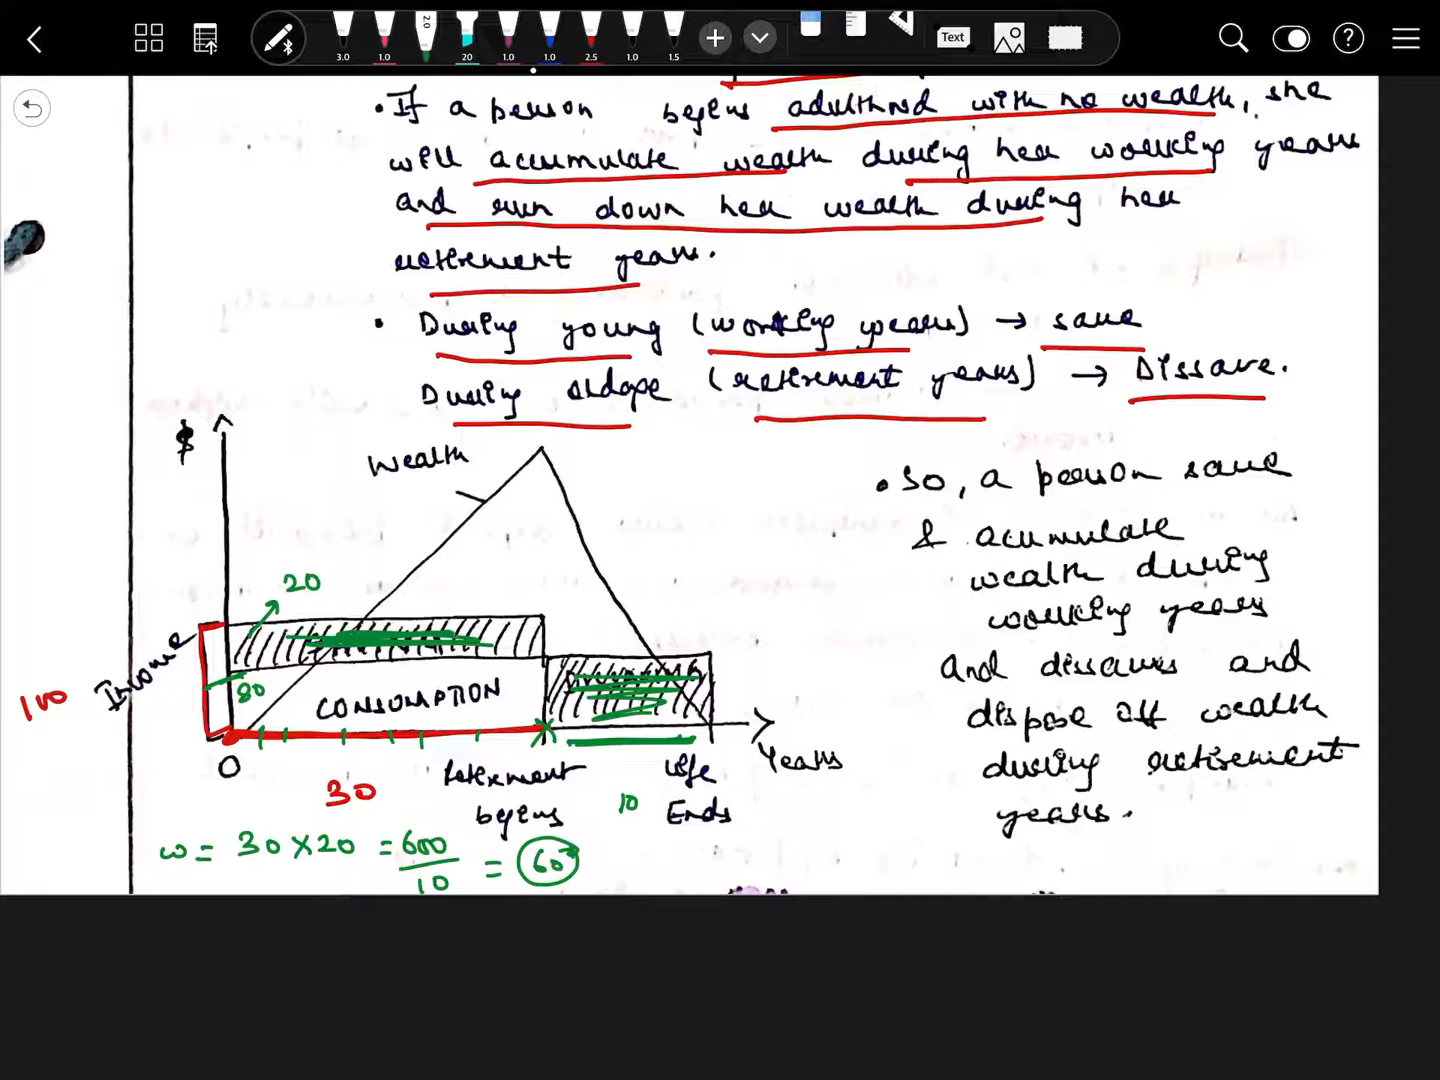 3.0 1.0 2.0 20 1.0 1.0 2.5 1.0 1.5 Text
• If a person begins adulthood with no wealth, she
will accumulate wealth during her working years
and run down her wealth during her
retirement years.
• During young (working years) → save
During oldage (retirement years) → Dissave.
$
Wealth
• So, a person save
& acumulate
wealth during
working years
and dissaves and
dispose off wealth
during retirement
years.
20
Income
100
80
CONSUMPTION
0
Years
30
Retirement
begins
10
Life
Ends
w = 30 × 20 = 600/10 = 60